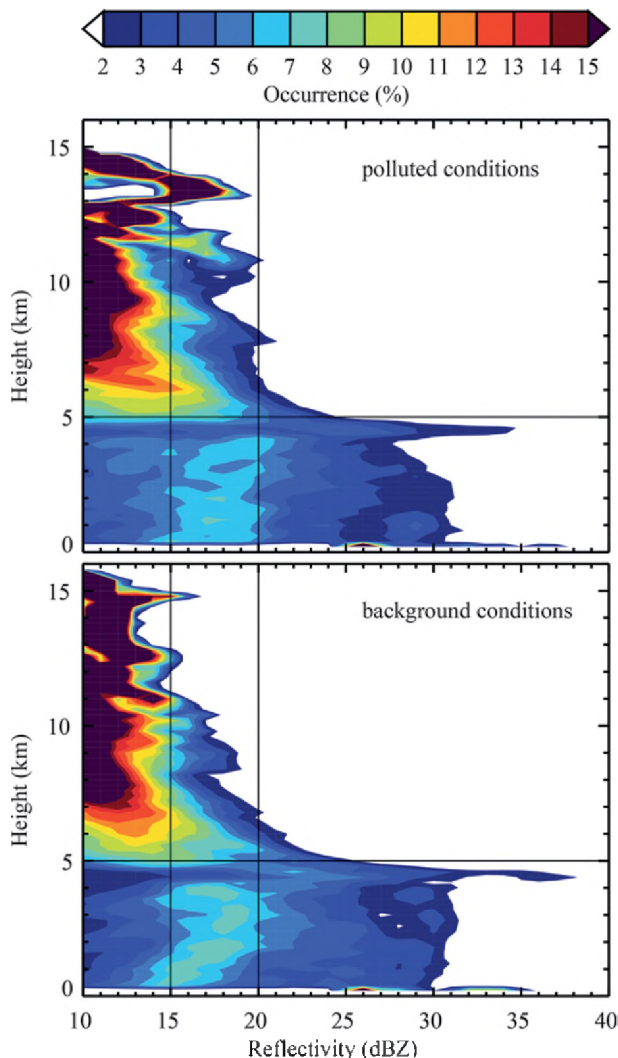 2 3 4 5 6 7 8 9 10 11 12 13 14 15
Occurrence (%)
15
polluted conditions
10
Height (km)
5
0
15
background conditions
10
Height (km)
5
0
10 15 20 25 30 35 40
Reflectivity (dBZ)